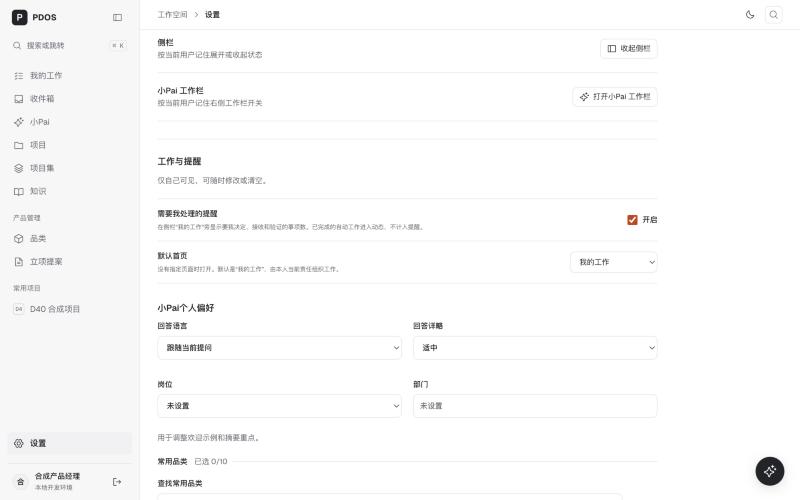 P PDOS
搜索或跳转 ⌘ K
我的工作
收件箱
小Pai
项目
项目集
知识
产品管理
品类
立项提案
常用项目
D4 D40 合成项目
设置
合 合成产品经理
本地开发环境
工作空间 > 设置
侧栏
按当前用户记住展开或收起状态
收起侧栏
小Pai 工作栏
按当前用户记住右侧工作栏开关
打开小Pai 工作栏
工作与提醒
仅自己可见，可随时修改或清空。
需要我处理的提醒
在侧栏“我的工作”旁显示要我决定、接收和验证的事项数。已完成的自动工作进入动态，不计入提醒。
开启
默认首页
没有指定页面时打开。默认是“我的工作”，由本人当前责任组织工作。
我的工作
小Pai个人偏好
回答语言
跟随当前提问
回答详略
适中
岗位
未设置
部门
未设置
用于调整欢迎示例和摘要重点。
常用品类 已选 0/10
查找常用品类